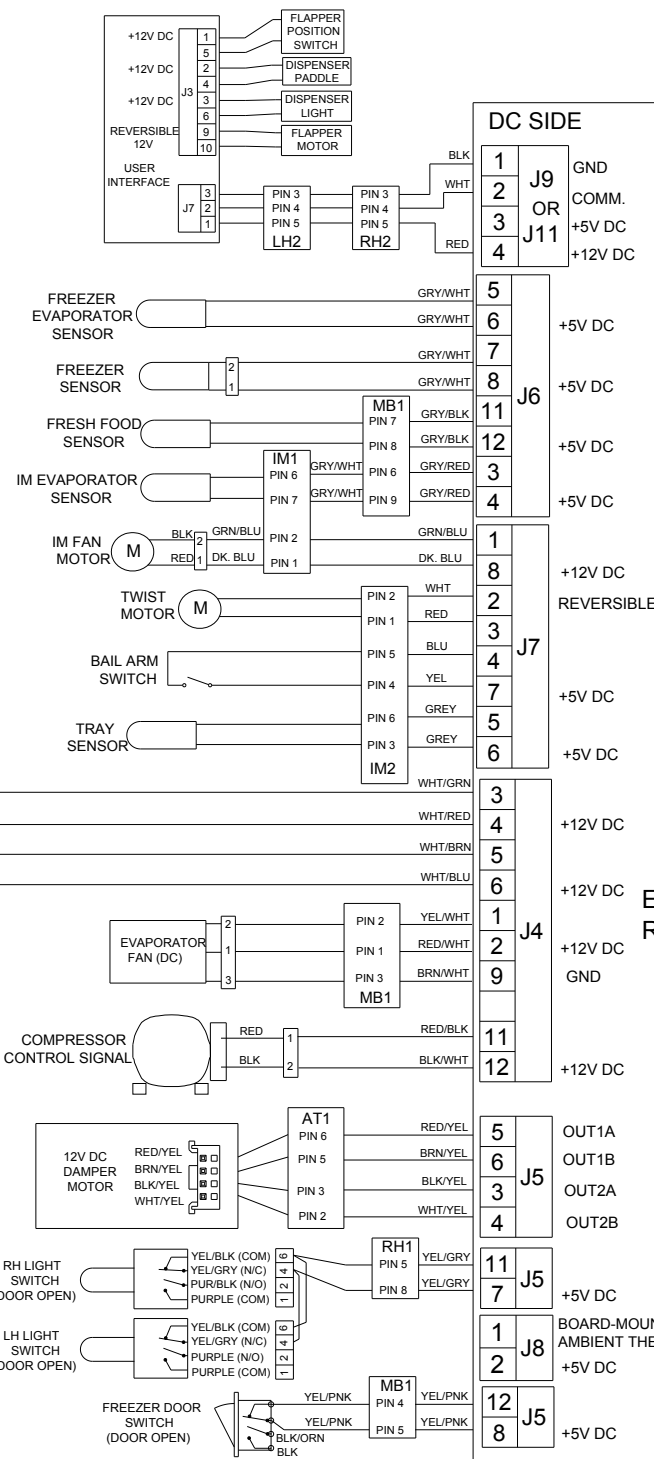 FLAPPER
POSITION
SWITCH
DISPENSER
PADDLE
DISPENSER
LIGHT
FLAPPER
MOTOR
+12V DC
+12V DC
+12V DC
REVERSIBLE
12V
USER
INTERFACE
J3
1
5
2
4
3
6
9
10
J7
3
2
1
PIN 3
PIN 4
PIN 5
LH2
PIN 3
PIN 4
PIN 5
RH2
BLK
WHT
RED
DC SIDE
1
2
3
4
J9
OR
J11
GND
COMM.
+5V DC
+12V DC
FREEZER
EVAPORATOR
SENSOR
GRY/WHT
GRY/WHT
5
6
+5V DC
FREEZER
SENSOR
2
1
GRY/WHT
GRY/WHT
7
8
J6
+5V DC
FRESH FOOD
SENSOR
MB1
PIN 7
PIN 8
GRY/BLK
GRY/BLK
11
12
+5V DC
IM EVAPORATOR
SENSOR
IM1
PIN 6
PIN 7
GRY/WHT
GRY/WHT
PIN 6
PIN 9
GRY/RED
GRY/RED
3
4
+5V DC
IM FAN
MOTOR
M
BLK
RED
2
1
GRN/BLU
DK. BLU
PIN 2
PIN 1
GRN/BLU
DK. BLU
1
8
+12V DC
TWIST
MOTOR
M
PIN 2
PIN 1
WHT
RED
2
3
REVERSIBLE
J7
BAIL ARM
SWITCH
PIN 5
PIN 4
BLU
YEL
4
7
+5V DC
TRAY
SENSOR
PIN 6
PIN 3
IM2
GREY
GREY
5
6
+5V DC
WHT/GRN
WHT/RED
WHT/BRN
WHT/BLU
3
4
5
6
+12V DC
+12V DC
E
R
EVAPORATOR
FAN (DC)
2
1
3
PIN 2
PIN 1
PIN 3
MB1
YEL/WHT
RED/WHT
BRN/WHT
1
2
9
J4
+12V DC
GND
COMPRESSOR
CONTROL SIGNAL
RED
BLK
1
2
RED/BLK
BLK/WHT
11
12
+12V DC
12V DC
DAMPER
MOTOR
RED/YEL
BRN/YEL
BLK/YEL
WHT/YEL
AT1
PIN 6
PIN 5
PIN 3
PIN 2
RED/YEL
BRN/YEL
BLK/YEL
WHT/YEL
5
6
3
4
J5
OUT1A
OUT1B
OUT2A
OUT2B
RH LIGHT
SWITCH
(DOOR OPEN)
YEL/BLK (COM)
YEL/GRY (N/C)
PUR/BLK (N/O)
PURPLE (COM)
6
4
2
1
RH1
PIN 5
PIN 8
YEL/GRY
YEL/GRY
11
7
J5
+5V DC
LH LIGHT
SWITCH
(DOOR OPEN)
YEL/BLK (COM)
YEL/GRY (N/C)
PURPLE (N/O)
PURPLE (COM)
6
4
2
1
1
2
J8
BOARD-MOUN
AMBIENT THE
+5V DC
FREEZER DOOR
SWITCH
(DOOR OPEN)
YEL/PNK
YEL/PNK
BLK/ORN
BLK
MB1
PIN 4
PIN 5
YEL/PNK
YEL/PNK
12
8
J5
+5V DC